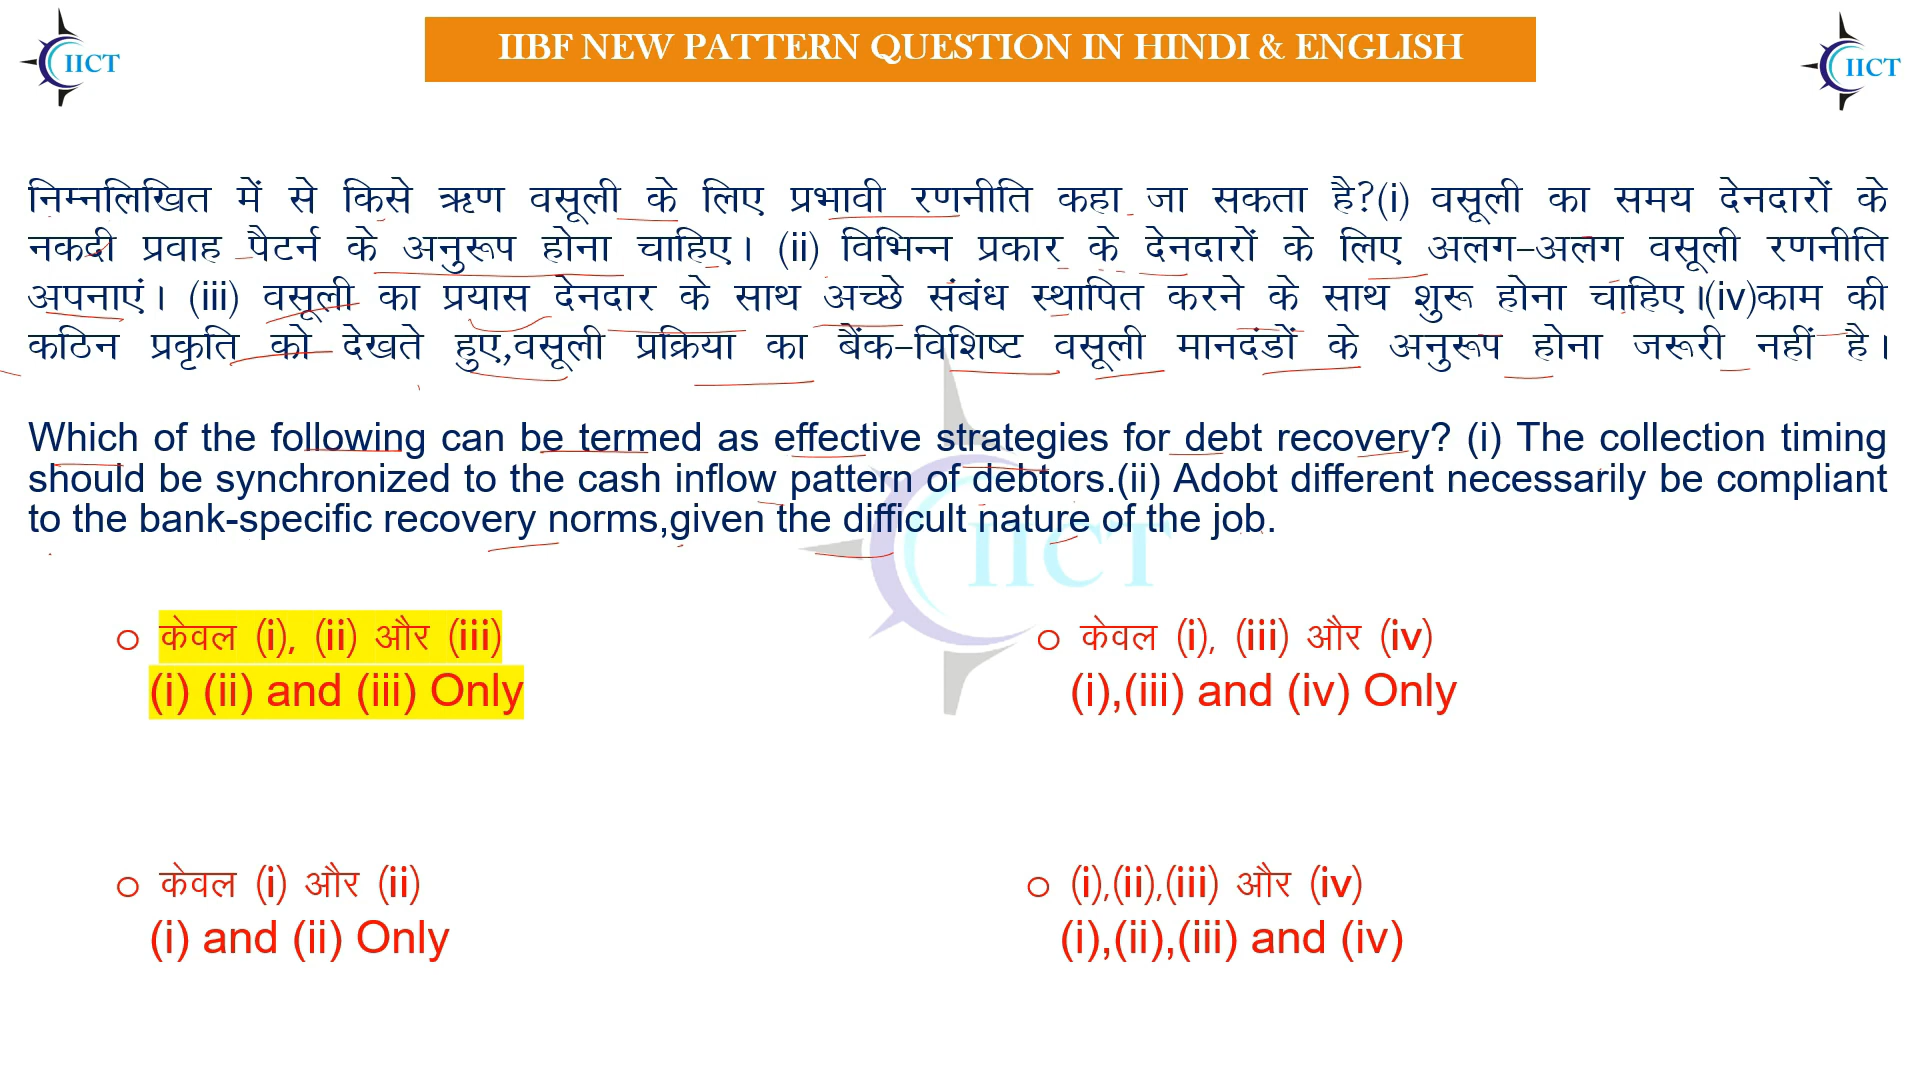 IICT
IIBF NEW PATTERN QUESTION IN HINDI & ENGLISH
IICT
निम्नलिखित में से किसे ऋण वसूली के लिए प्रभावी रणनीति कहा जा सकता है?(i) वसूली का समय देनदारों के
नकदी प्रवाह पैटर्न के अनुरूप होना चाहिए। (ii) विभिन्न प्रकार के देनदारों के लिए अलग-अलग वसूली रणनीति
अपनाएं। (iii) वसूली का प्रयास देनदार के साथ अच्छे संबंध स्थापित करने के साथ शुरू होना चाहिए।(iv)काम की
कठिन प्रकृति को देखते हुए,वसूली प्रक्रिया का बैंक-विशिष्ट वसूली मानदंडों के अनुरूप होना जरूरी नहीं है।
Which of the following can be termed as effective strategies for debt recovery? (i) The collection timing
should be synchronized to the cash inflow pattern of debtors.(ii) Adobt different necessarily be compliant
to the bank-specific recovery norms,given the difficult nature of the job.
IICT
केवल (i), (ii) और (iii)
(i) (ii) and (iii) Only
केवल (i), (iii) और (iv)
(i),(iii) and (iv) Only
केवल (i) और (ii)
(i) and (ii) Only
(i),(ii),(iii) और (iv)
(i),(ii),(iii) and (iv)